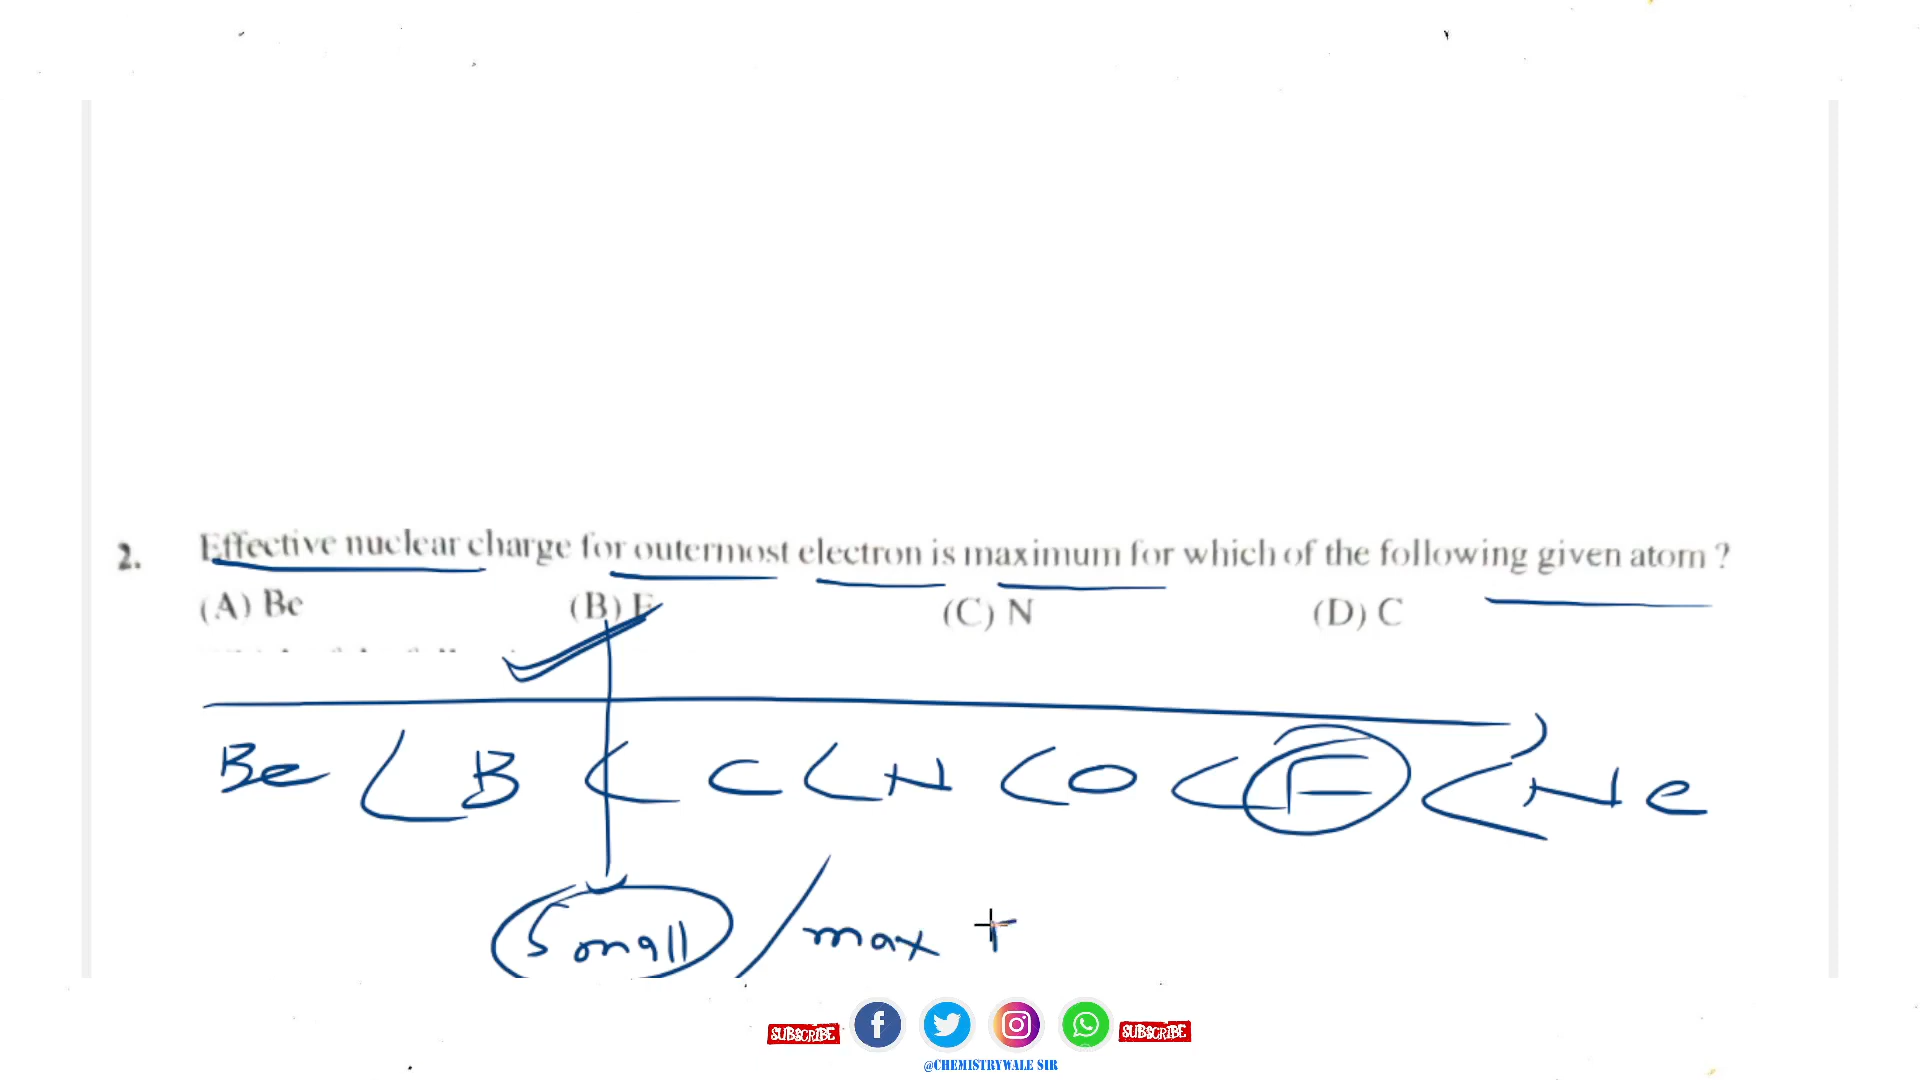 2. Effective nuclear charge for outermost electron is maximum for which of the following given atom ?
(A) Be (B) F (C) N (D) C
Be < B < C < N < O < F < Ne
Small / max
SUBSCRIBE SUBSCRIBE
@CHEMISTRYWALE SIR